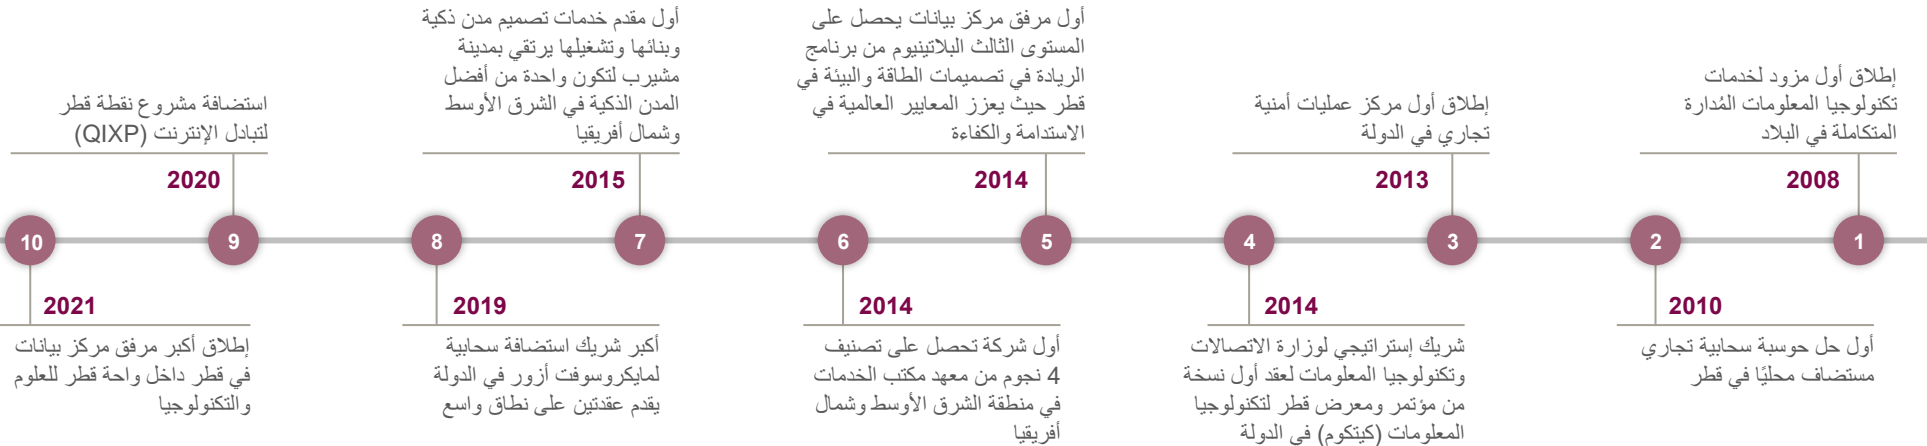 إطلاق أول مزود لخدمات
تكنولوجيا المعلومات المُدارة
المتكاملة في البلاد
2008
1
2
2010
أول حل حوسبة سحابية تجاري
مستضاف محليًا في قطر
إطلاق أول مركز عمليات أمنية
تجاري في الدولة
2013
3
4
2014
شريك إستراتيجي لوزارة الاتصالات
وتكنولوجيا المعلومات لعقد أول نسخة
من مؤتمر ومعرض قطر لتكنولوجيا
المعلومات (كيتكوم) في الدولة
أول مرفق مركز بيانات يحصل على
المستوى الثالث البلاتينيوم من برنامج
الريادة في تصميمات الطاقة والبيئة في
قطر حيث يعزز المعايير العالمية في
الاستدامة والكفاءة
2014
5
6
2014
أول شركة تحصل على تصنيف
4 نجوم من معهد مكتب الخدمات
في منطقة الشرق الأوسط وشمال
أفريقيا
أول مقدم خدمات تصميم مدن ذكية
وبنائها وتشغيلها يرتقي بمدينة
مشيرب لتكون واحدة من أفضل
المدن الذكية في الشرق الأوسط
وشمال أفريقيا
2015
7
8
2019
أكبر شريك استضافة سحابية
لمايكروسوفت أزور في الدولة
يقدم عقدتين على نطاق واسع
استضافة مشروع نقطة قطر
لتبادل الإنترنت (QIXP)
2020
9
10
2021
إطلاق أكبر مرفق مركز بيانات
في قطر داخل واحة قطر للعلوم
والتكنولوجيا